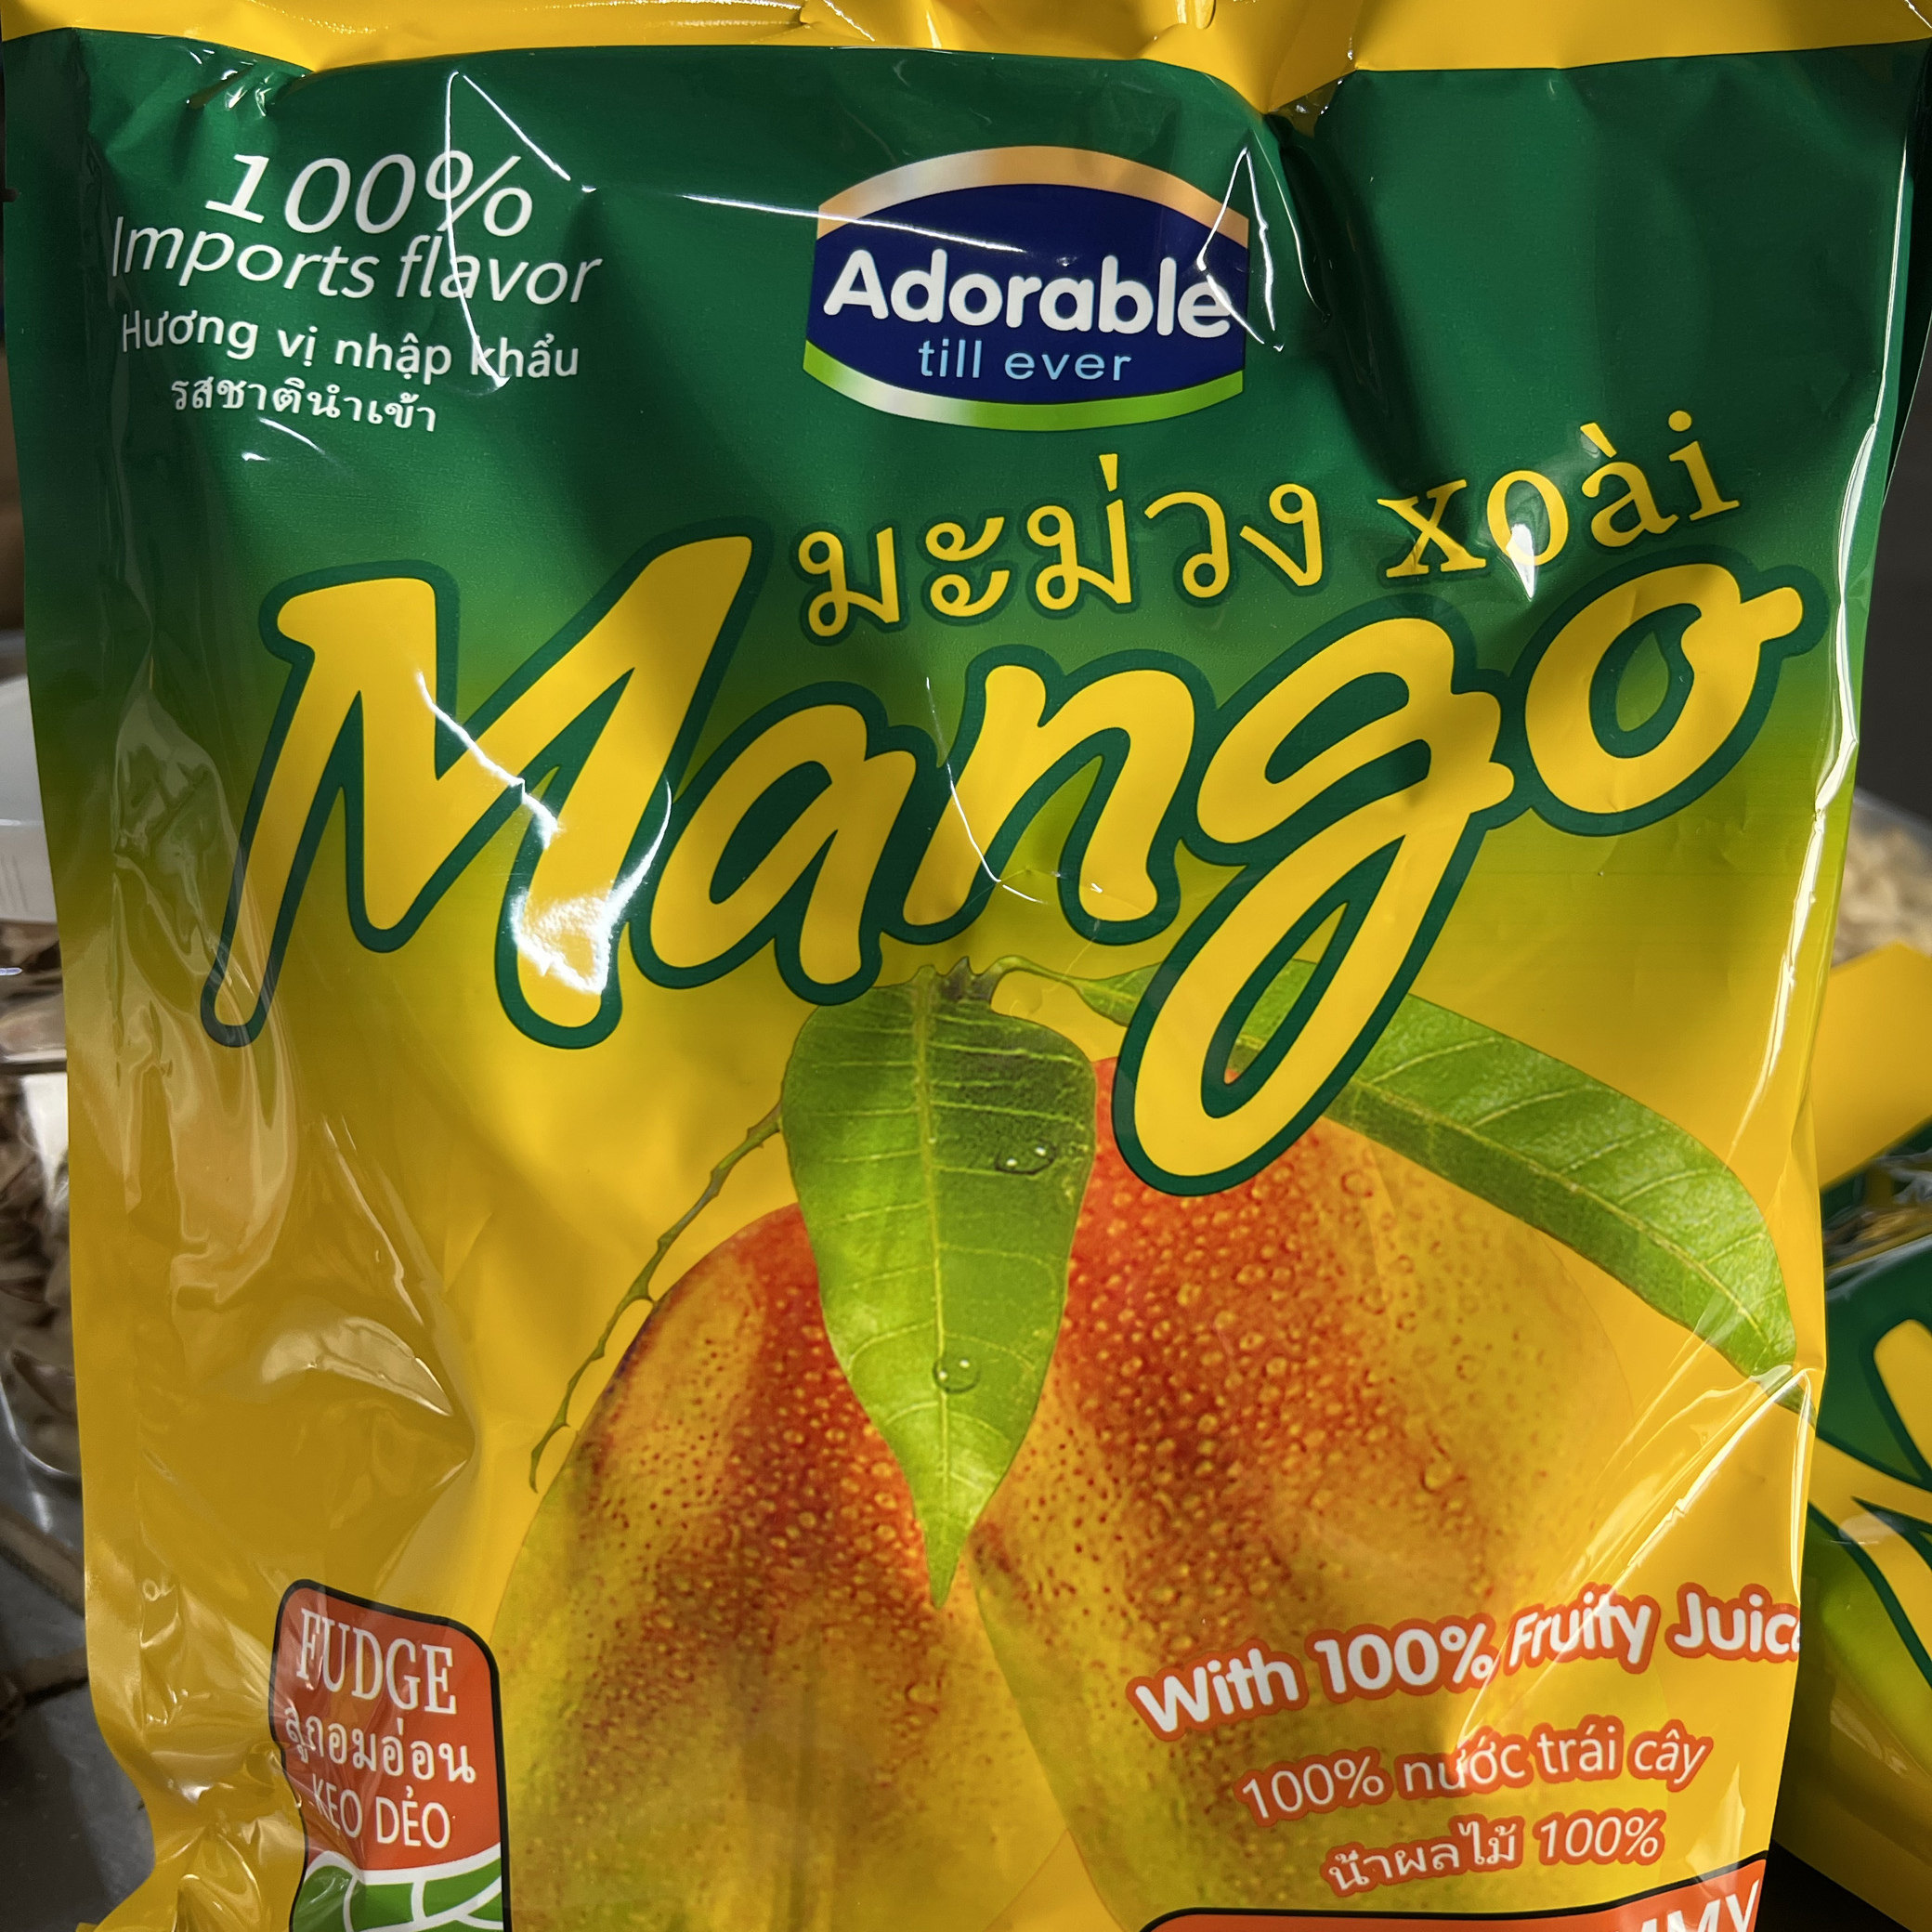 100%
Imports flavor
Hương vị nhập khẩu
รสชาตินำเข้า
Adorable
till ever
มะม่วง xoài
Mango
FUDGE
ลูกอมอ่อน
KẸO DẺO
With 100% Fruity Juice
100% nước trái cây
น้ำผลไม้ 100%